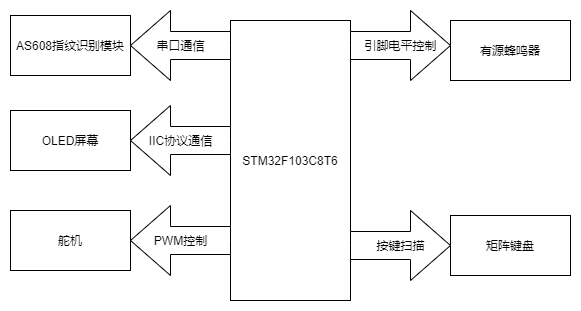 AS608指纹识别模块
串口通信
引脚电平控制
有源蜂鸣器
OLED屏幕
IIC协议通信
STM32F103C8T6
舵机
PWM控制
按键扫描
矩阵键盘